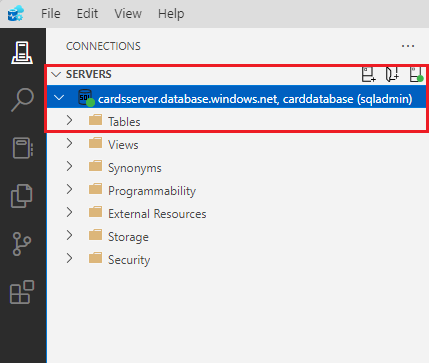 File Edit View Help
CONNECTIONS
SERVERS
cardsserver.database.windows.net, carddatabase (sqladmin)
Tables
Views
Synonyms
Programmability
External Resources
Storage
Security